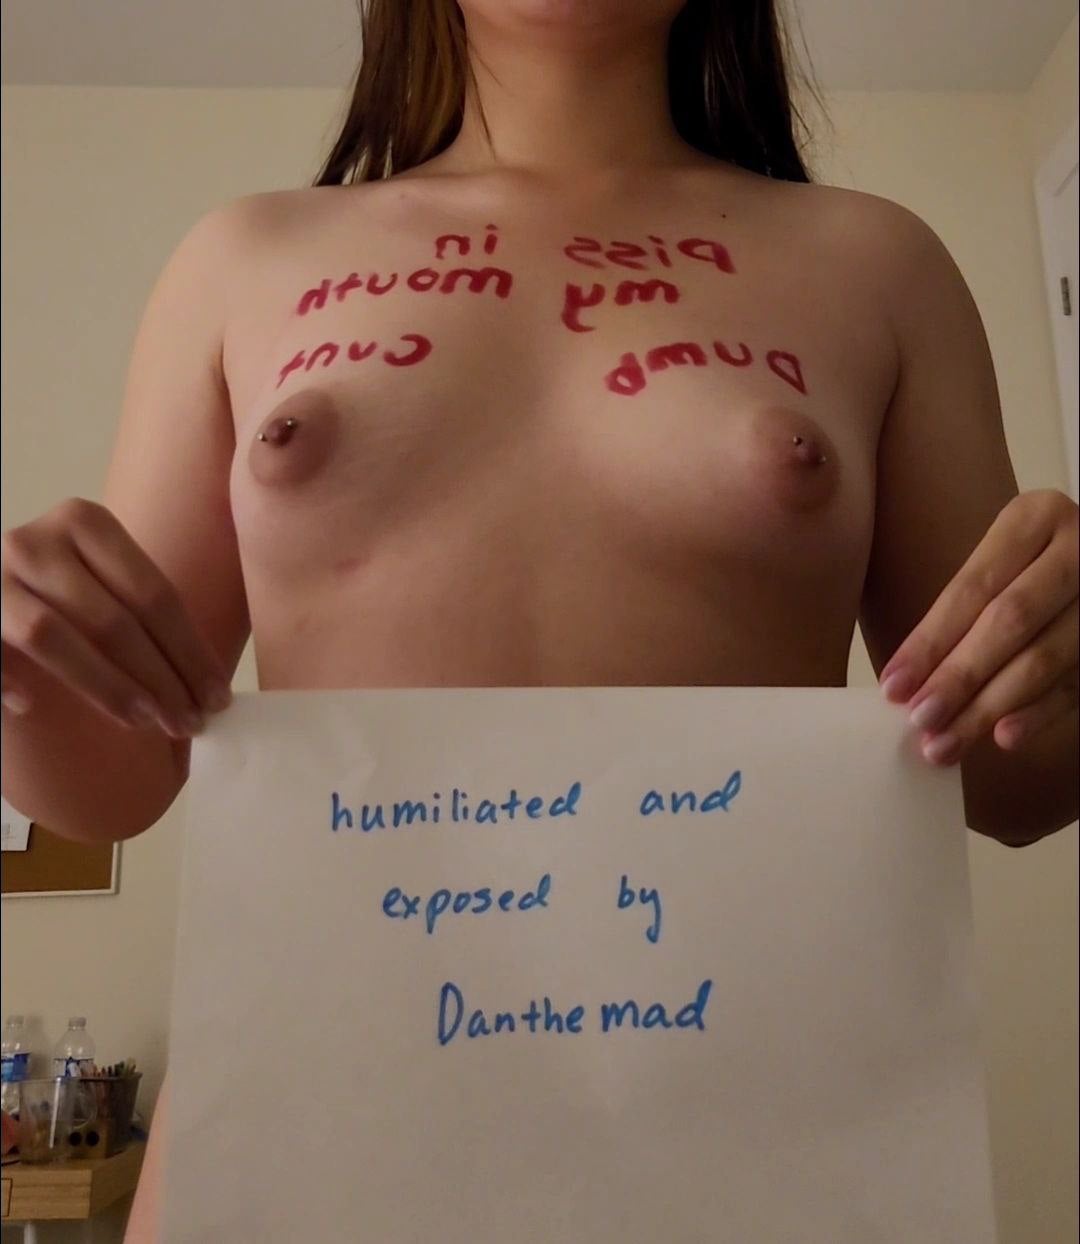 Piss in
my mouth
Dumb Cunt
humiliated and
exposed by
Danthemad